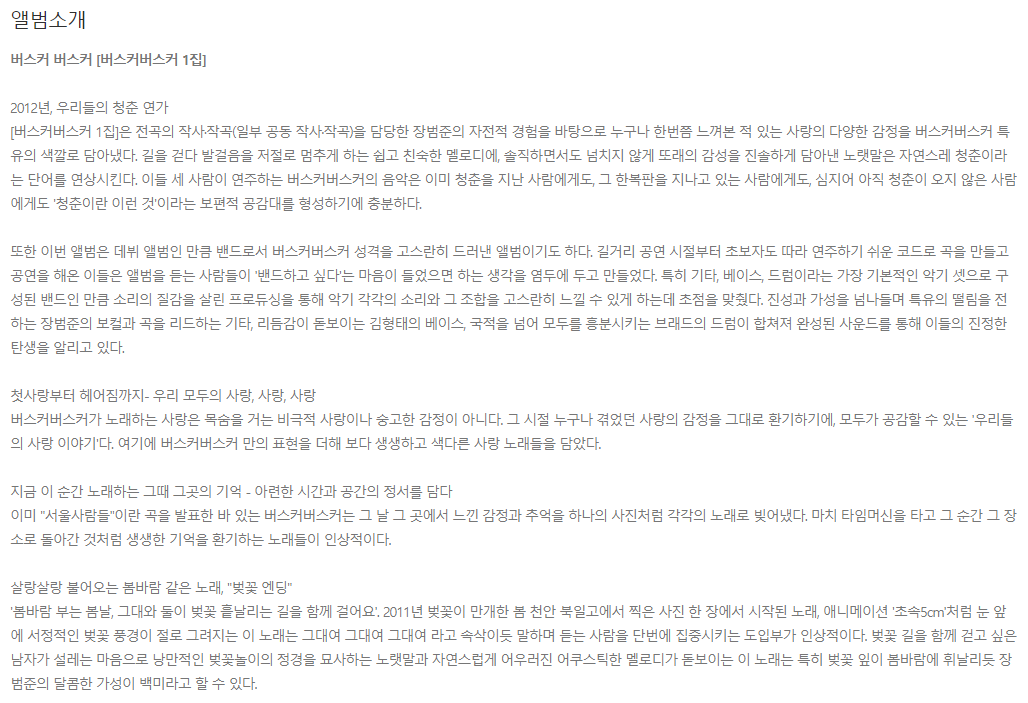 앨범소개
버스커 버스커 [버스커버스커 1집]
2012년, 우리들의 청춘 연가
[버스커버스커 1집]은 전곡의 작사·작곡(일부 공동 작사·작곡)을 담당한 장범준의 자전적 경험을 바탕으로 누구나 한번쯤 느껴본 적 있는 사랑의 다양한 감정을 버스커버스커 특
유의 색깔로 담아냈다. 길을 걷다 발걸음을 저절로 멈추게 하는 쉽고 친숙한 멜로디에, 솔직하면서도 넘치지 않게 또래의 감성을 진솔하게 담아낸 노랫말은 자연스레 청춘이라
는 단어를 연상시킨다. 이들 세 사람이 연주하는 버스커버스커의 음악은 이미 청춘을 지난 사람에게도, 그 한복판을 지나고 있는 사람에게도, 심지어 아직 청춘이 오지 않은 사람
에게도 '청춘이란 이런 것'이라는 보편적 공감대를 형성하기에 충분하다.
또한 이번 앨범은 데뷔 앨범인 만큼 밴드로서 버스커버스커 성격을 고스란히 드러낸 앨범이기도 하다. 길거리 공연 시절부터 초보자도 따라 연주하기 쉬운 코드로 곡을 만들고
공연을 해온 이들은 앨범을 듣는 사람들이 '밴드하고 싶다'는 마음이 들었으면 하는 생각을 염두에 두고 만들었다. 특히 기타, 베이스, 드럼이라는 가장 기본적인 악기 셋으로 구
성된 밴드인 만큼 소리의 질감을 살린 프로듀싱을 통해 악기 각각의 소리와 그 조합을 고스란히 느낄 수 있게 하는데 초점을 맞췄다. 진성과 가성을 넘나들며 특유의 떨림을 전
하는 장범준의 보컬과 곡을 리드하는 기타, 리듬감이 돋보이는 김형태의 베이스, 국적을 넘어 모두를 흥분시키는 브래드의 드럼이 합쳐져 완성된 사운드를 통해 이들의 진정한
탄생을 알리고 있다.
첫사랑부터 헤어짐까지- 우리 모두의 사랑, 사랑, 사랑
버스커버스커가 노래하는 사랑은 목숨을 거는 비극적 사랑이나 숭고한 감정이 아니다. 그 시절 누구나 겪었던 사랑의 감정을 그대로 환기하기에, 모두가 공감할 수 있는 '우리들
의 사랑 이야기'다. 여기에 버스커버스커 만의 표현을 더해 보다 생생하고 색다른 사랑 노래들을 담았다.
지금 이 순간 노래하는 그때 그곳의 기억 - 아련한 시간과 공간의 정서를 담다
이미 "서울사람들"이란 곡을 발표한 바 있는 버스커버스커는 그 날 그 곳에서 느낀 감정과 추억을 하나의 사진처럼 각각의 노래로 빚어냈다. 마치 타임머신을 타고 그 순간 그 장
소로 돌아간 것처럼 생생한 기억을 환기하는 노래들이 인상적이다.
살랑살랑 불어오는 봄바람 같은 노래, "벚꽃 엔딩"
'봄바람 부는 봄날, 그대와 둘이 벚꽃 흩날리는 길을 함께 걸어요'. 2011년 벚꽃이 만개한 봄 천안 북일고에서 찍은 사진 한 장에서 시작된 노래, 애니메이션 '초속5cm'처럼 눈 앞
에 서정적인 벚꽃 풍경이 절로 그려지는 이 노래는 그대여 그대여 그대여 라고 속삭이듯 말하며 듣는 사람을 단번에 집중시키는 도입부가 인상적이다. 벚꽃 길을 함께 걷고 싶은
남자가 설레는 마음으로 낭만적인 벚꽃놀이의 정경을 묘사하는 노랫말과 자연스럽게 어우러진 어쿠스틱한 멜로디가 돋보이는 이 노래는 특히 벚꽃 잎이 봄바람에 휘날리듯 장
범준의 달콤한 가성이 백미라고 할 수 있다.